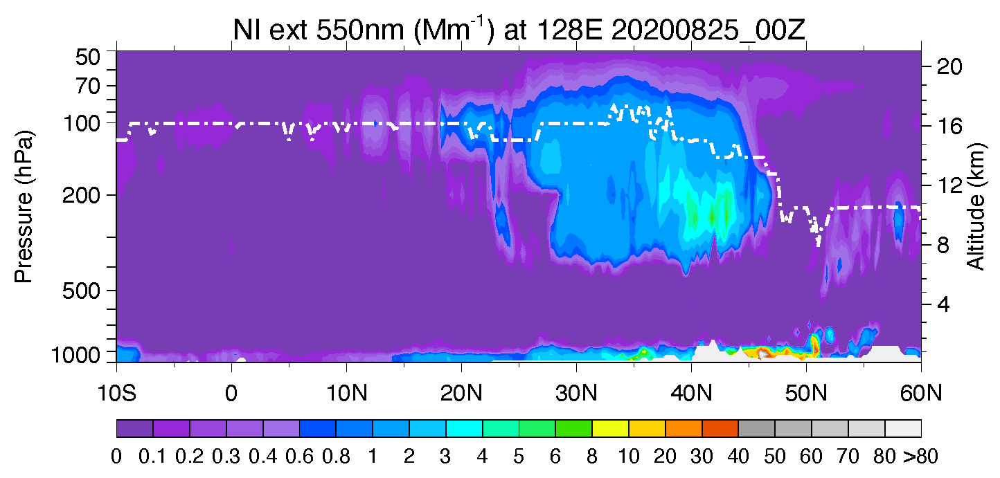 NI ext 550nm (Mm-1) at 128E 20200825_00Z
50
70
100
200
500
1000
Pressure (hPa)
20
16
12
8
4
Altitude (km)
10S 0 10N 20N 30N 40N 50N 60N
0 0.1 0.2 0.3 0.4 0.6 0.8 1 2 3 4 5 6 8 10 20 30 40 50 60 70 80 >80